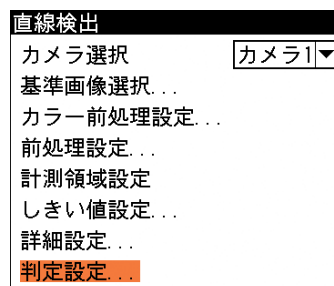 直線検出
カメラ選択 カメラ1▼
基準画像選択...
カラー前処理設定...
前処理設定...
計測領域設定
しきい値設定...
詳細設定...
判定設定...